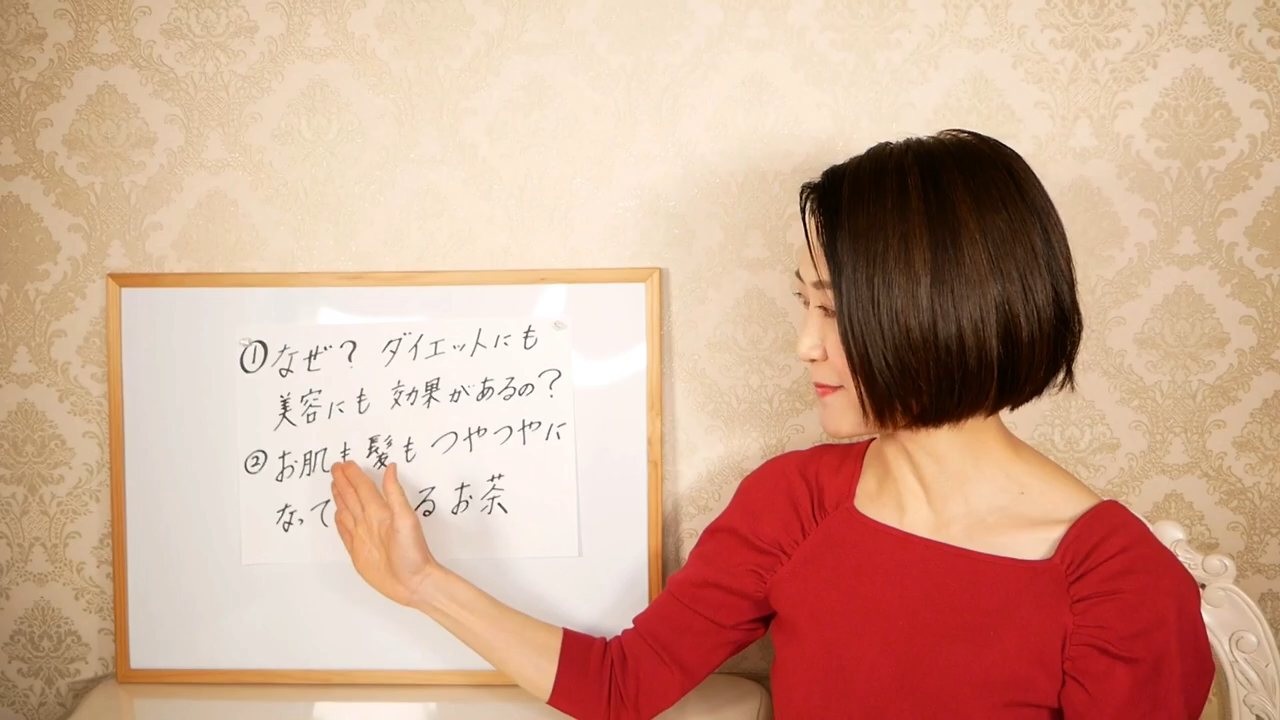 ①なぜ? ダイエットにも
美容にも 効果があるの?
②お肌も髪も つやつやに
なって るお茶